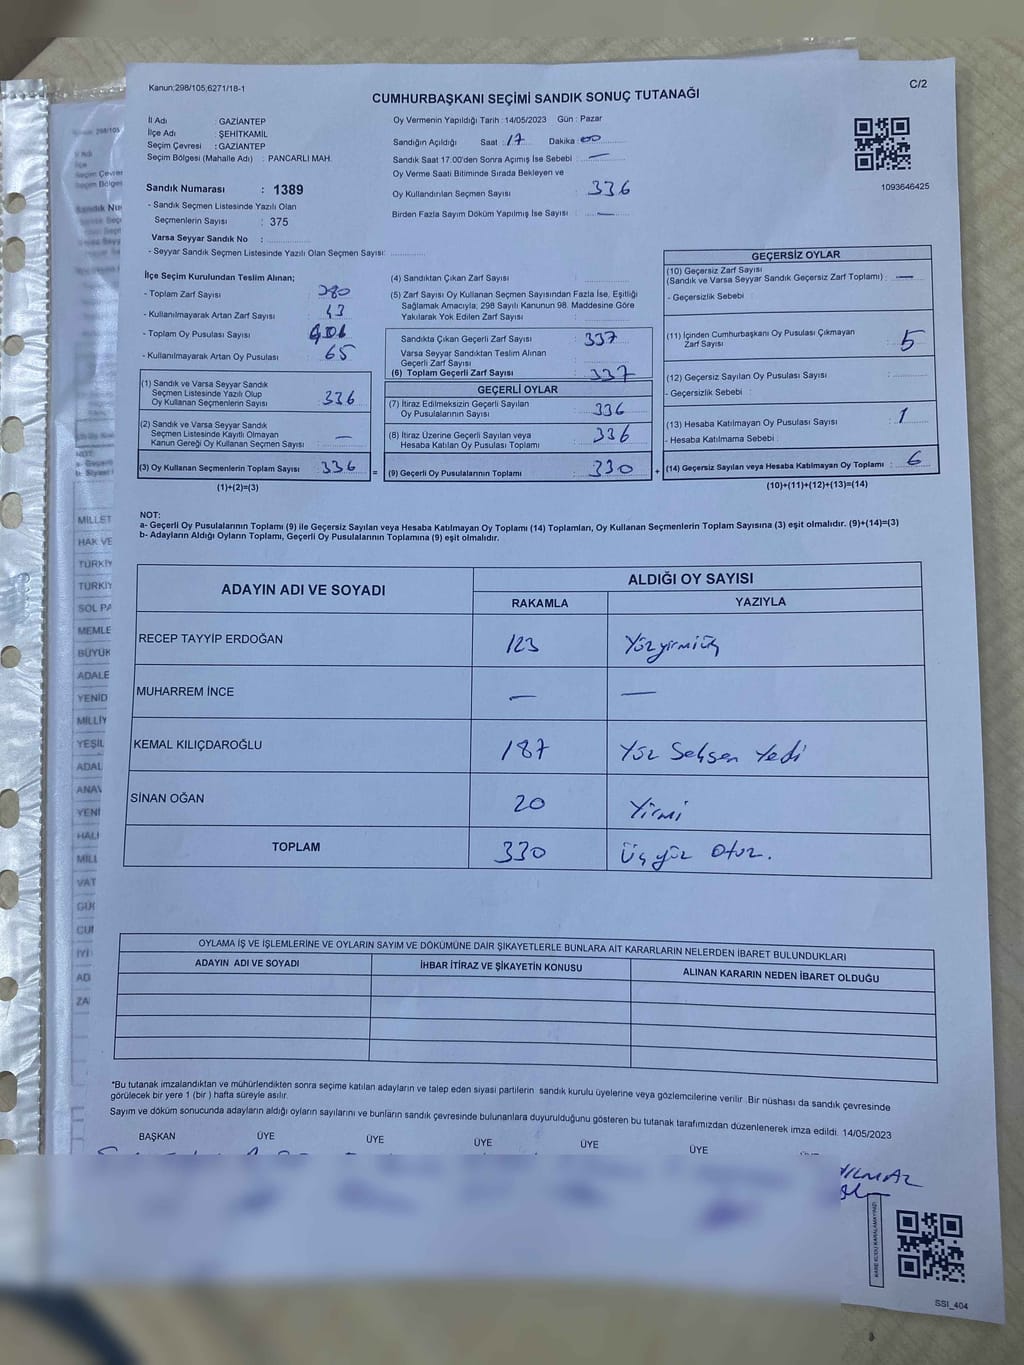 Kanun;298/105,6271/18-1
C/2
CUMHURBAŞKANI SEÇİMİ SANDIK SONUÇ TUTANAĞI
İl Adı : GAZİANTEP
İlçe Adı : ŞEHİTKAMİL
Seçim Çevresi : GAZİANTEP
Seçim Bölgesi (Mahalle Adı) : PANCARLI MAH.
Sandık Numarası : 1389
- Sandık Seçmen Listesinde Yazılı Olan
Seçmenlerin Sayısı : 375
Varsa Seyyar Sandık No :
- Seyyar Sandık Seçmen Listesinde Yazılı Olan Seçmen Sayısı:
Oy Vermenin Yapıldığı Tarih : 14/05/2023 Gün : Pazar
Sandığın Açıldığı Saat : 17 Dakika : 00
Sandık Saat 17.00'den Sonra Açımış İse Sebebi : —
Oy Verme Saati Bitiminde Sırada Bekleyen ve
Oy Kullandırılan Seçmen Sayısı : 336
Birden Fazla Sayım Döküm Yapılmış İse Sayısı : —
1093646425
İlçe Seçim Kurulundan Teslim Alınan;
- Toplam Zarf Sayısı : 380
- Kullanılmayarak Artan Zarf Sayısı : 43
- Toplam Oy Pusulası Sayısı :
- Kullanılmayarak Artan Oy Pusulası : 65
(1) Sandık ve Varsa Seyyar Sandık
Seçmen Listesinde Yazılı Olup
Oy Kullanan Seçmenlerin Sayısı : 336
(2) Sandık ve Varsa Seyyar Sandık
Seçmen Listesinde Kayıtlı Olmayan
Kanun Gereği Oy Kullanan Seçmen Sayısı : —
(3) Oy Kullanan Seçmenlerin Toplam Sayısı : 336 =
(1)+(2)=(3)
(4) Sandıktan Çıkan Zarf Sayısı :
(5) Zarf Sayısı Oy Kullanan Seçmen Sayısından Fazla İse, Eşitliği
Sağlamak Amacıyla, 298 Sayılı Kanunun 98. Maddesine Göre
Yakılarak Yok Edilen Zarf Sayısı :
Sandıkta Çıkan Geçerli Zarf Sayısı : 337
Varsa Seyyar Sandıktan Teslim Alınan
Geçerli Zarf Sayısı :
(6) Toplam Geçerli Zarf Sayısı : 337
GEÇERLİ OYLAR
(7) İtiraz Edilmeksizin Geçerli Sayılan
Oy Pusulalarının Sayısı : 336
(8) İtiraz Üzerine Geçerli Sayılan veya
Hesaba Katılan Oy Pusulası Toplamı : 336
(9) Geçerli Oy Pusulalarının Toplamı : 330 +
GEÇERSİZ OYLAR
(10) Geçersiz Zarf Sayısı
(Sandık ve Varsa Seyyar Sandık Geçersiz Zarf Toplamı) : —
- Geçersizlik Sebebi :
(11) İçinden Cumhurbaşkanı Oy Pusulası Çıkmayan
Zarf Sayısı : 5
(12) Geçersiz Sayılan Oy Pusulası Sayısı :
- Geçersizlik Sebebi :
(13) Hesaba Katılmayan Oy Pusulası Sayısı : 1
- Hesaba Katılmama Sebebi :
(14) Geçersiz Sayılan veya Hesaba Katılmayan Oy Toplamı : 6
(10)+(11)+(12)+(13)=(14)
NOT:
a- Geçerli Oy Pusulalarının Toplamı (9) ile Geçersiz Sayılan veya Hesaba Katılmayan Oy Toplamı (14) Toplamları, Oy Kullanan Seçmenlerin Toplam Sayısına (3) eşit olmalıdır. (9)+(14)=(3)
b- Adayların Aldığı Oyların Toplamı, Geçerli Oy Pusulalarının Toplamına (9) eşit olmalıdır.
ADAYIN ADI VE SOYADI ALDIĞI OY SAYISI
RAKAMLA YAZIYLA
RECEP TAYYİP ERDOĞAN 123 Yüzyirmiüç
MUHARREM İNCE — —
KEMAL KILIÇDAROĞLU 187 Yüz Seksen Yedi
SİNAN OĞAN 20 Yirmi
TOPLAM 330 Üç yüz Otuz.
OYLAMA İŞ VE İŞLEMLERİNE VE OYLARIN SAYIM VE DÖKÜMÜNE DAİR ŞİKAYETLERLE BUNLARA AİT KARARLARIN NELERDEN İBARET BULUNDUKLARI
ADAYIN ADI VE SOYADI İHBAR İTİRAZ VE ŞİKAYETİN KONUSU ALINAN KARARIN NEDEN İBARET OLDUĞU
*Bu tutanak imzalandıktan ve mühürlendikten sonra seçime katılan adayların ve talep eden siyasi partilerin sandık kurulu üyelerine veya gözlemcilerine verilir. Bir nüshası da sandık çevresinde
görülecek bir yere 1 (bir ) hafta süreyle asılır.
Sayım ve döküm sonucunda adayların aldığı oyların sayılarını ve bunların sandık çevresinde bulunanlara duyurulduğunu gösteren bu tutanak tarafımızdan düzenlenerek imza edildi. 14/05/2023
BAŞKAN ÜYE ÜYE ÜYE ÜYE ÜYE
YILMAZ
KARE KODU KARALAMAYINIZ!
SSI_404
MİLLET
HAK VE
TÜRKİY
TÜRKİY
SOL PA
MEMLE
BÜYÜK
ADALE
YENİD
MİLLİY
YEŞİL
ADAL
ANAV
YENİ
HALI
MİLL
VAT